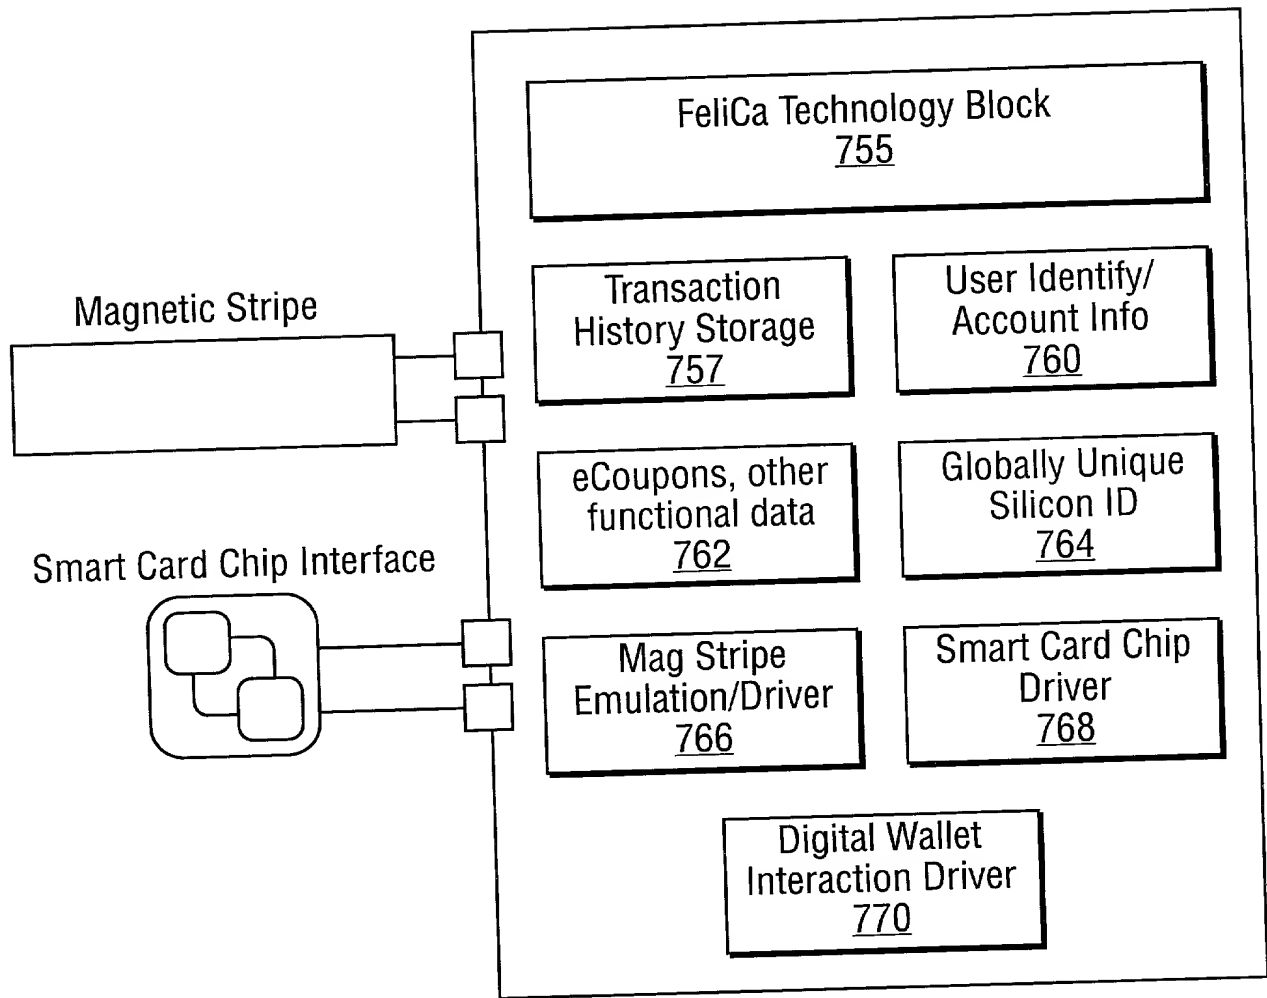 FeliCa Technology Block
755
Magnetic Stripe
Transaction
History Storage
757
User Identify/
Account Info
760
eCoupons, other
functional data
762
Globally Unique
Silicon ID
764
Smart Card Chip Interface
Mag Stripe
Emulation/Driver
766
Smart Card Chip
Driver
768
Digital Wallet
Interaction Driver
770